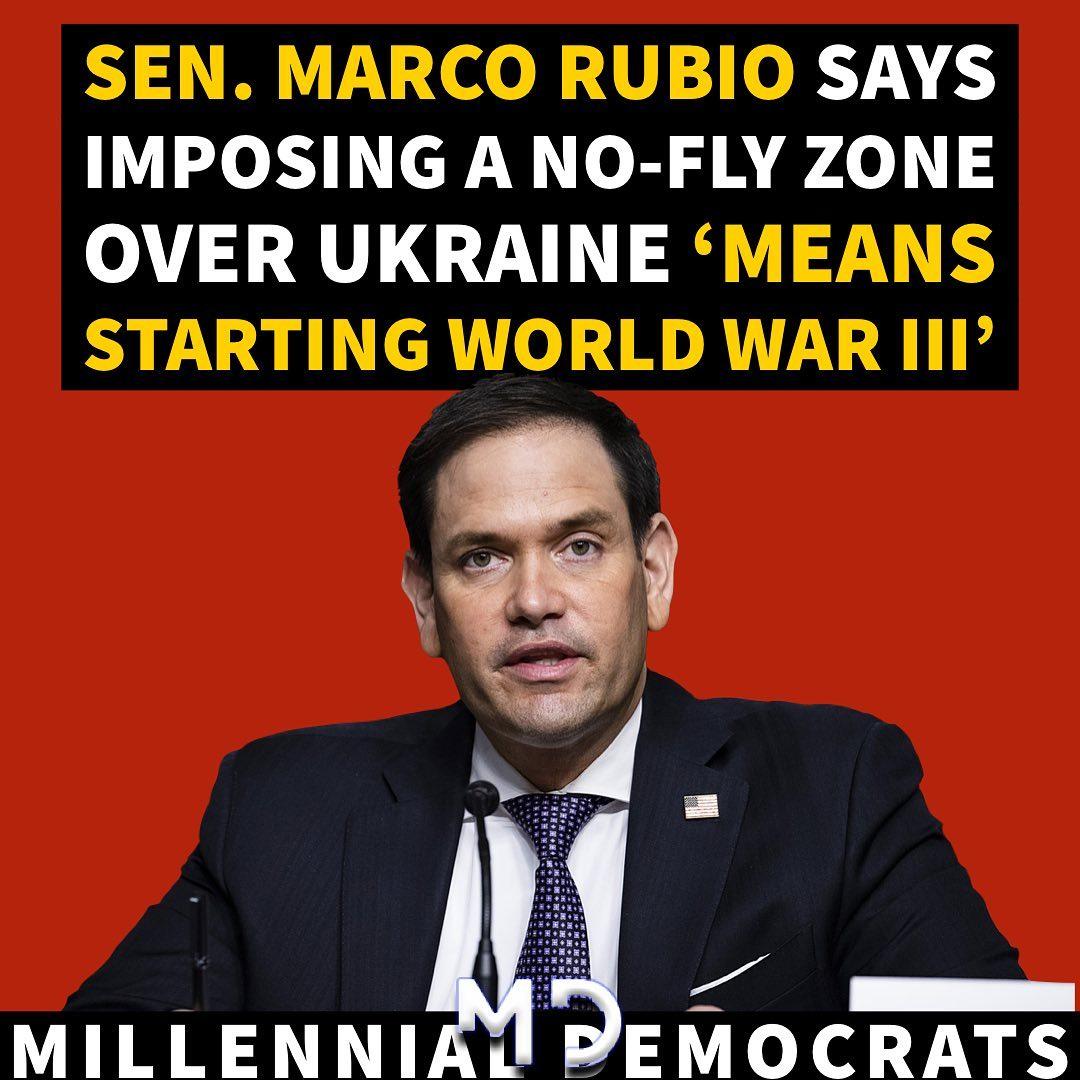 SEN. MARCO RUBIO SAYS
IMPOSING A NO-FLY ZONE
OVER UKRAINE ‘MEANS
STARTING WORLD WAR III’
MD
MILLENNIAL DEMOCRATS